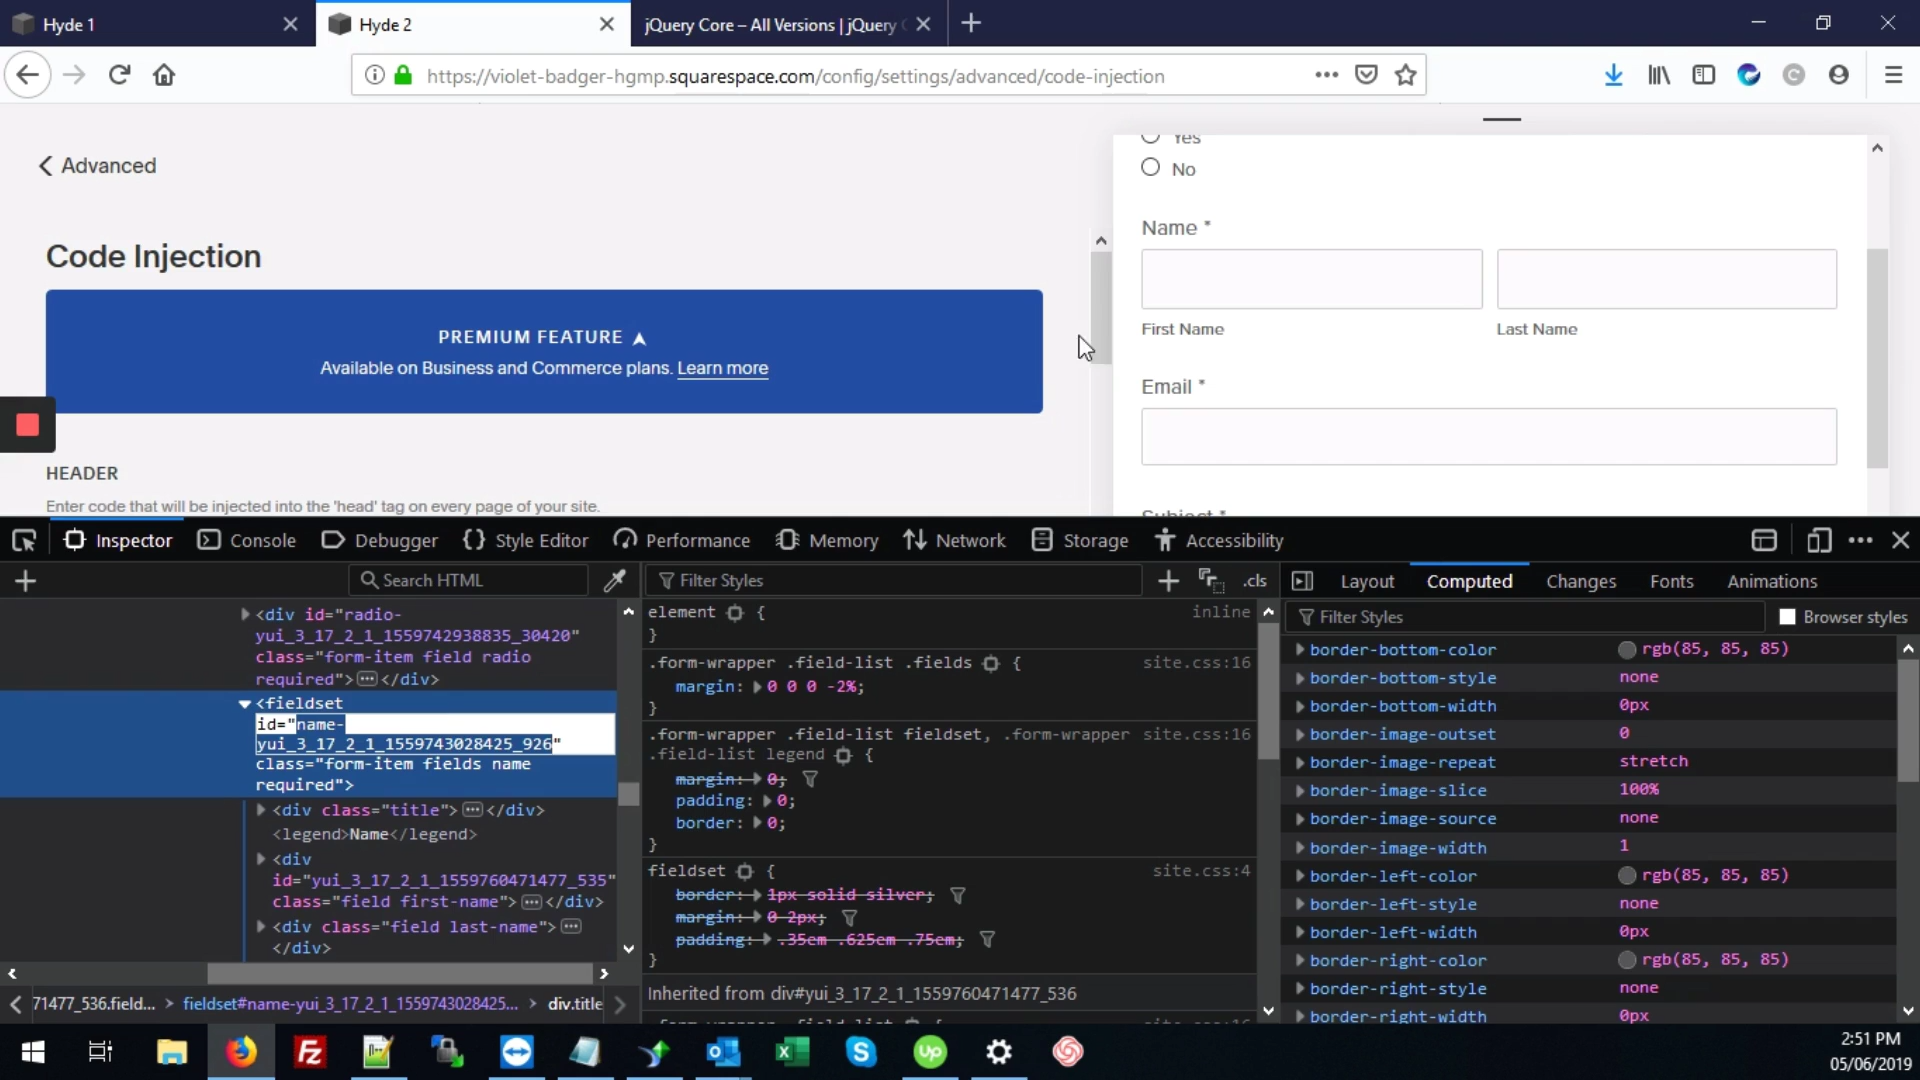 Hyde 1
Hyde 2
jQuery Core – All Versions | jQuery
https://violet-badger-hgmp.squarespace.com/config/settings/advanced/code-injection
Advanced
Code Injection
PREMIUM FEATURE
Available on Business and Commerce plans. Learn more
HEADER
Enter code that will be injected into the 'head' tag on every page of your site.
Yes
No
Name *
First Name
Last Name
Email *
Subject *
Inspector
Console
Debugger
Style Editor
Performance
Memory
Network
Storage
Accessibility
Search HTML
Filter Styles
.cls
Layout
Computed
Changes
Fonts
Animations
Filter Styles
Browser styles
<div id="radio-
yui_3_17_2_1_1559742938835_30420"
class="form-item field radio
required"></div>
<fieldset
id="name-
yui_3_17_2_1_1559743028425_926"
class="form-item fields name
required">
<div class="title"></div>
<legend>Name</legend>
<div
id="yui_3_17_2_1_1559760471477_535"
class="field first-name"></div>
<div class="field last-name">
</div>
71477_536.field...
fieldset#name-yui_3_17_2_1_1559743028425...
div.title
element { inline
}
.form-wrapper .field-list .fields { site.css:16
margin: 0 0 0 -2%;
}
.form-wrapper .field-list fieldset, .form-wrapper site.css:16
.field-list legend {
margin: 0;
padding: 0;
border: 0;
}
fieldset { site.css:4
border: 1px solid silver;
margin: 0 2px;
padding: .35em .625em .75em;
}
Inherited from div#yui_3_17_2_1_1559760471477_536
.form-wrapper .field-list { site.css:16
border-bottom-color rgb(85, 85, 85)
border-bottom-style none
border-bottom-width 0px
border-image-outset 0
border-image-repeat stretch
border-image-slice 100%
border-image-source none
border-image-width 1
border-left-color rgb(85, 85, 85)
border-left-style none
border-left-width 0px
border-right-color rgb(85, 85, 85)
border-right-style none
border-right-width 0px
Fz
Up
2:51 PM
05/06/2019